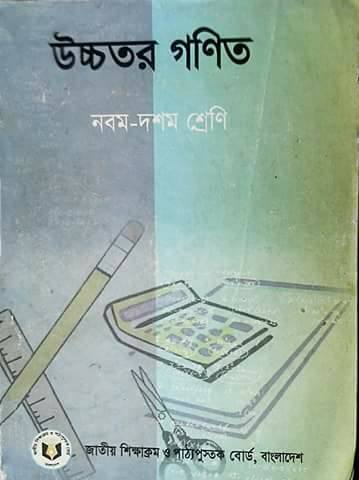 উচ্চতর গণিত
নবম-দশম শ্রেণি
জাতীয় শিক্ষাক্রম ও পাঠ্যপুস্তক বোর্ড, বাংলাদেশ